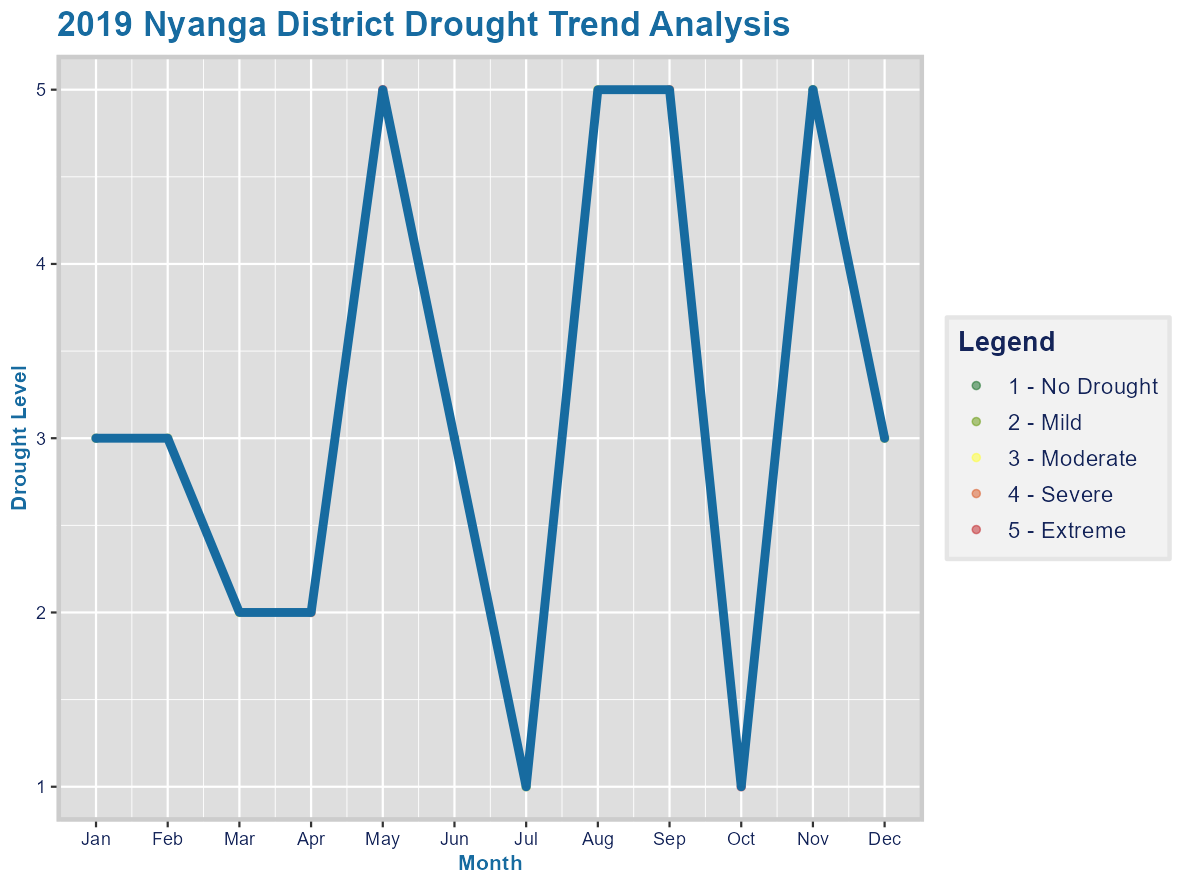 2019 Nyanga District Drought Trend Analysis
Drought Level
5
4
3
2
1
Jan Feb Mar Apr May Jun Jul Aug Sep Oct Nov Dec
Month
Legend
1 - No Drought
2 - Mild
3 - Moderate
4 - Severe
5 - Extreme